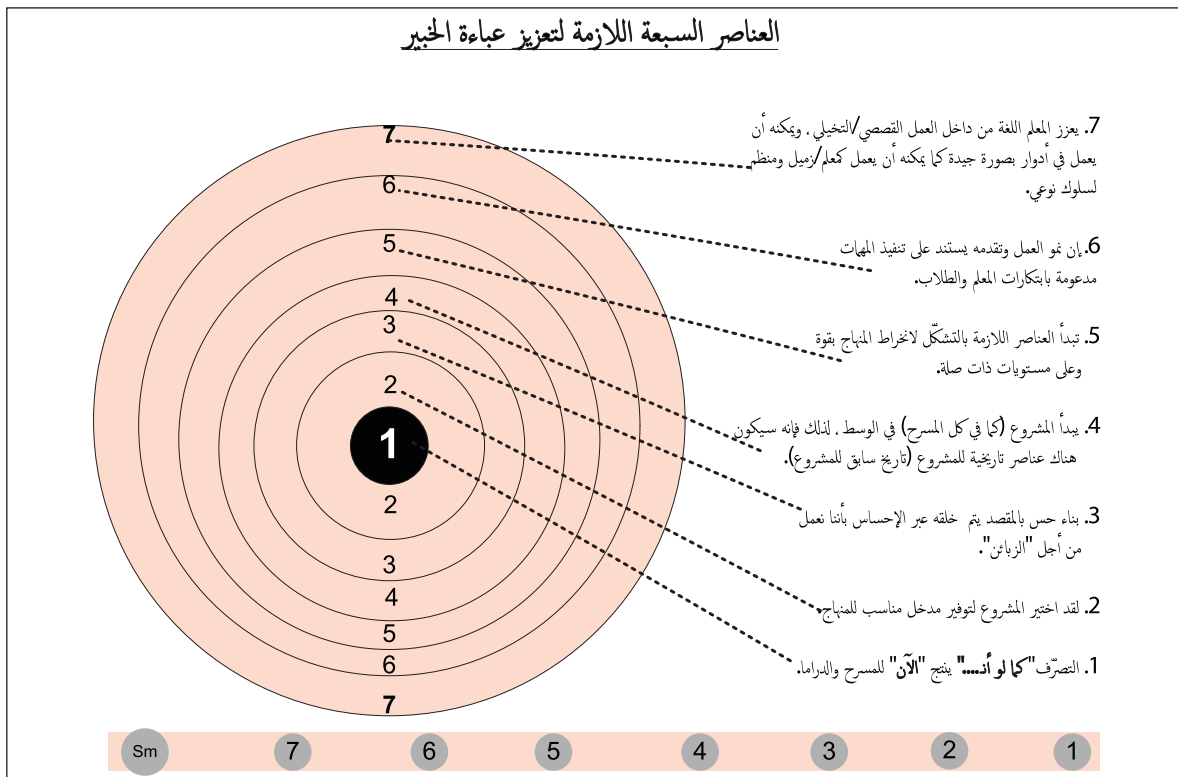 العناصر السبعة اللازمة لتعزيز عباءة الخبير
7. يعزز المعلم اللغة من داخل العمل القصصي/التخيلي. ويمكنه أن
يعمل في أدوار بصورة جيدة كما يمكنه أن يعمل كمعلم/زميل ومنظم
لسلوك نوعي.
6. إن نمو العمل وتقدمه يستند على تنفيذ المهمات
مدعومة بابتكارات المعلم والطلاب.
5. تبدأ العناصر اللازمة بالتشكّل لانخراط المنهاج بقوة
وعلى مستويات ذات صلة.
4. يبدأ المشروع (كما في كل المسرح) في الوسط. لذلك فإنه سيكون
هناك عناصر تاريخية للمشروع (تاريخ سابق للمشروع).
3. بناء حس بالمقصد يتم خلقه عبر الإحساس بأننا نعمل
من أجل "الزبائن".
2. لقد اختير المشروع لتوفير مدخل مناسب للمنهاج.
1. التصرّف "كما لو أنـ...." ينتج "الآن" للمسرح والدراما.
7
6
5
4
3
2
1
2
3
4
5
6
7
Sm 7 6 5 4 3 2 1